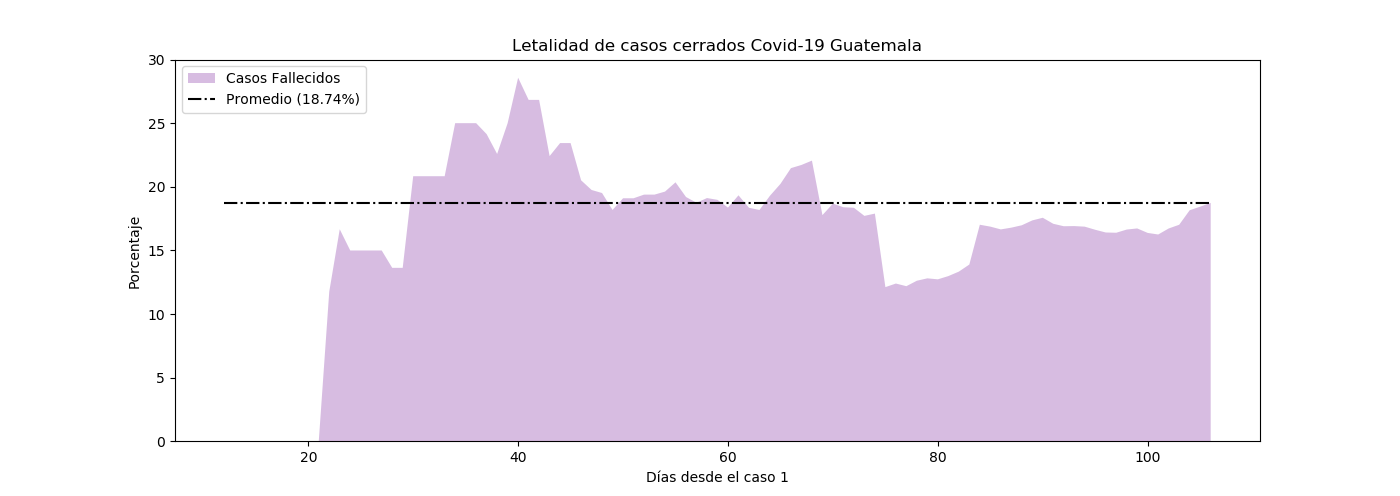 Letalidad de casos cerrados Covid-19 Guatemala
Casos Fallecidos
Promedio (18.74%)
Porcentaje
30
25
20
15
10
5
0
20
40
60
80
100
Días desde el caso 1